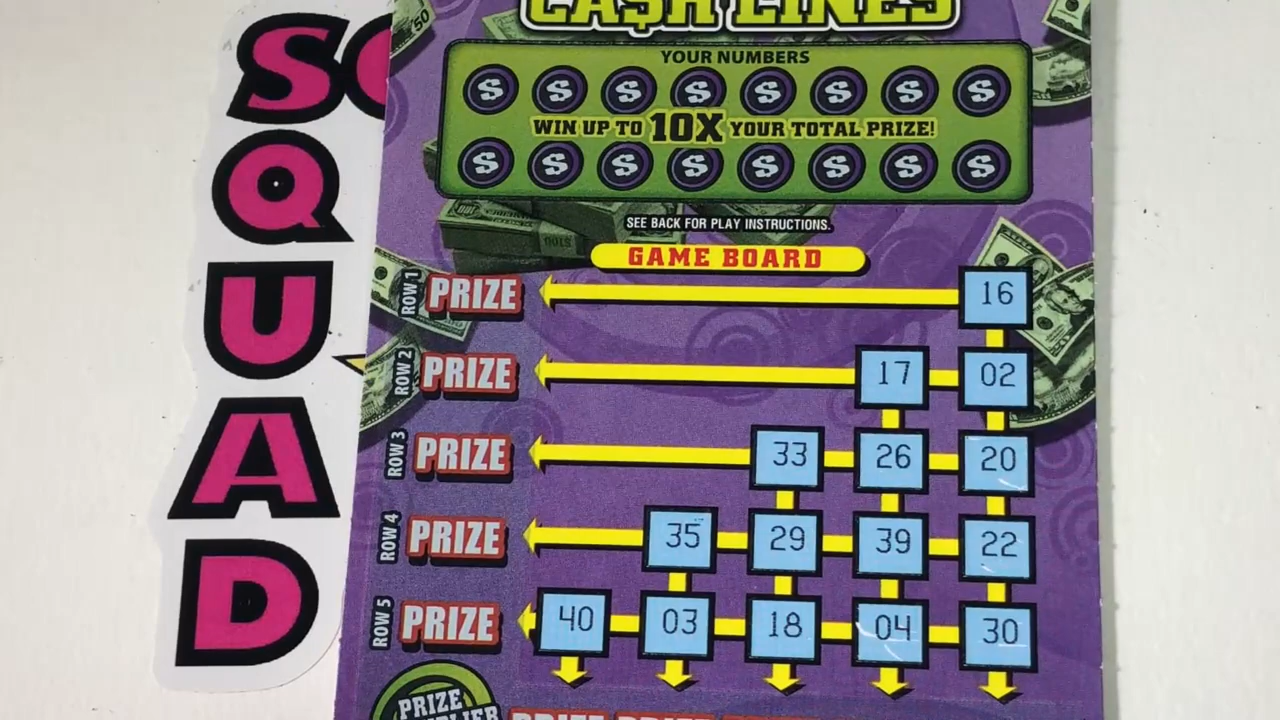 SQUAD
CA$H LINES
YOUR NUMBERS
$ $ $ $ $ $ $ $
WIN UP TO 10X YOUR TOTAL PRIZE!
$ $ $ $ $ $ $ $
SEE BACK FOR PLAY INSTRUCTIONS.
GAME BOARD
ROW 1 PRIZE 16
ROW 2 PRIZE 17 02
ROW 3 PRIZE 33 26 20
ROW 4 PRIZE 35 29 39 22
ROW 5 PRIZE 40 03 18 04 30
PRIZE